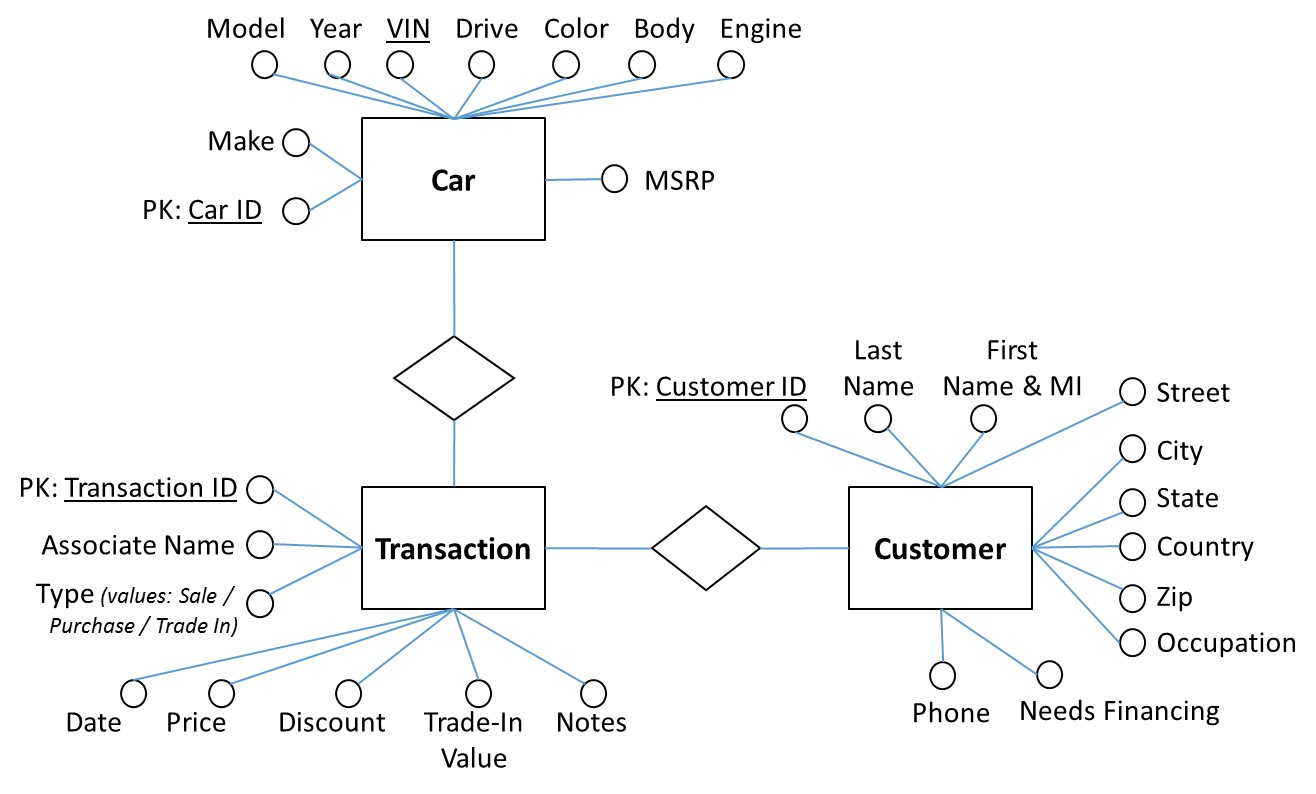 Model Year VIN Drive Color Body Engine
Make
Car
MSRP
PK: Car ID
Last
Name
First
Name & MI
PK: Customer ID
Street
City
State
Country
Zip
Occupation
PK: Transaction ID
Associate Name
Type (values: Sale /
Purchase / Trade In)
Transaction
Customer
Date
Price
Discount
Trade-In
Value
Notes
Phone
Needs Financing